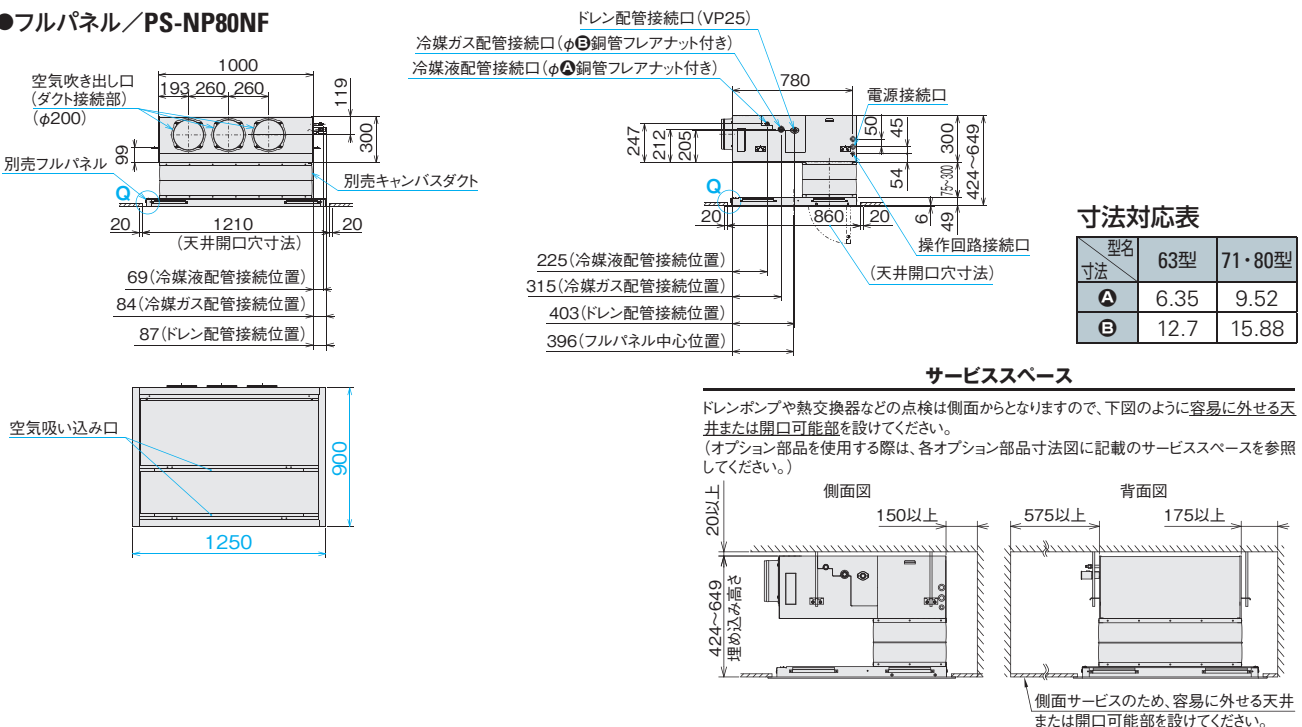 ●フルパネル／PS-NP80NF
空気吹き出し口
(ダクト接続部)
(φ200)
1000
193 260 260
119
300
99
別売フルパネル
別売キャンバスダクト
Q
20
1210
20
(天井開口穴寸法)
69(冷媒液配管接続位置)
84(冷媒ガス配管接続位置)
87(ドレン配管接続位置)
空気吸い込み口
900
1250
ドレン配管接続口(VP25)
冷媒ガス配管接続口(φB銅管フレアナット付き)
冷媒液配管接続口(φA銅管フレアナット付き)
780
電源接続口
247
212
205
50
45
54
300
75~300
424~649
Q
20
860
20
6
49
操作回路接続口
(天井開口穴寸法)
225(冷媒液配管接続位置)
315(冷媒ガス配管接続位置)
403(ドレン配管接続位置)
396(フルパネル中心位置)
寸法対応表
型名
寸法
63型
71・80型
A 6.35 9.52
B 12.7 15.88
サービススペース
ドレンポンプや熱交換器などの点検は側面からとなりますので、下図のように容易に外せる天
井または開口可能部を設けてください。
(オプション部品を使用する際は、各オプション部品寸法図に記載のサービススペースを参照
してください。)
側面図
20以上
150以上
424~649
埋め込み高さ
背面図
575以上
175以上
側面サービスのため、容易に外せる天井
または開口可能部を設けてください。